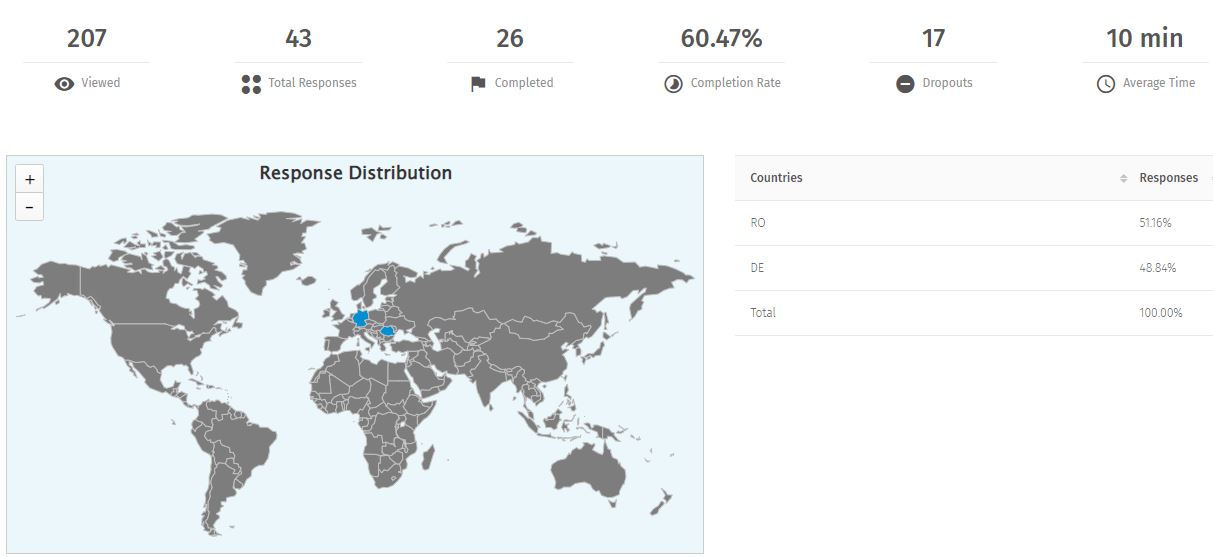 207 43 26 60.47% 17 10 min
Viewed Total Responses Completed Completion Rate Dropouts Average Time
Response Distribution
+
-
Countries Responses
RO 51.16%
DE 48.84%
Total 100.00%